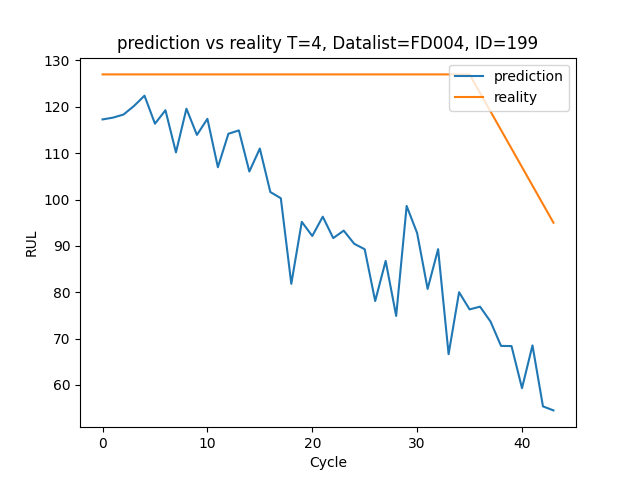 prediction vs reality T=4, Datalist=FD004, ID=199
prediction
reality
130
120
110
100
90
80
70
60
RUL
0 10 20 30 40
Cycle